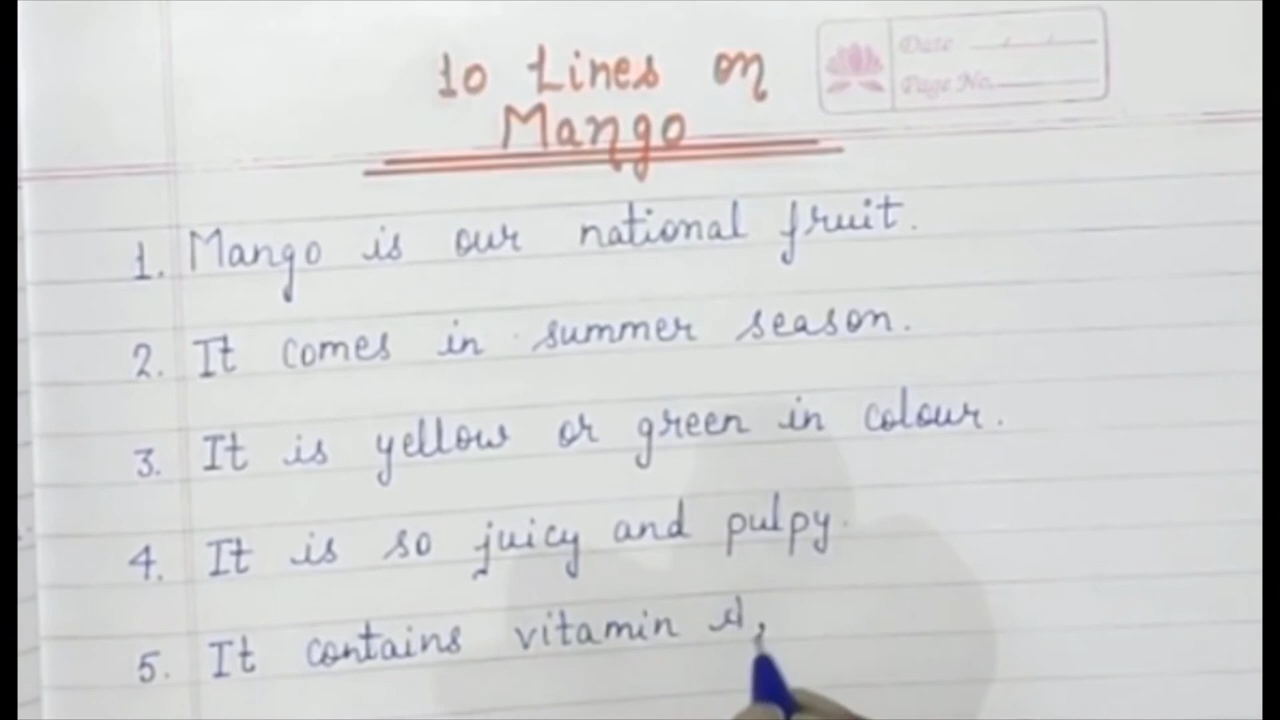 10 Lines on
Mango
Date
Page No.
1. Mango is our national fruit.
2. It comes in summer season.
3. It is yellow or green in colour.
4. It is so juicy and pulpy.
5. It contains vitamin A,